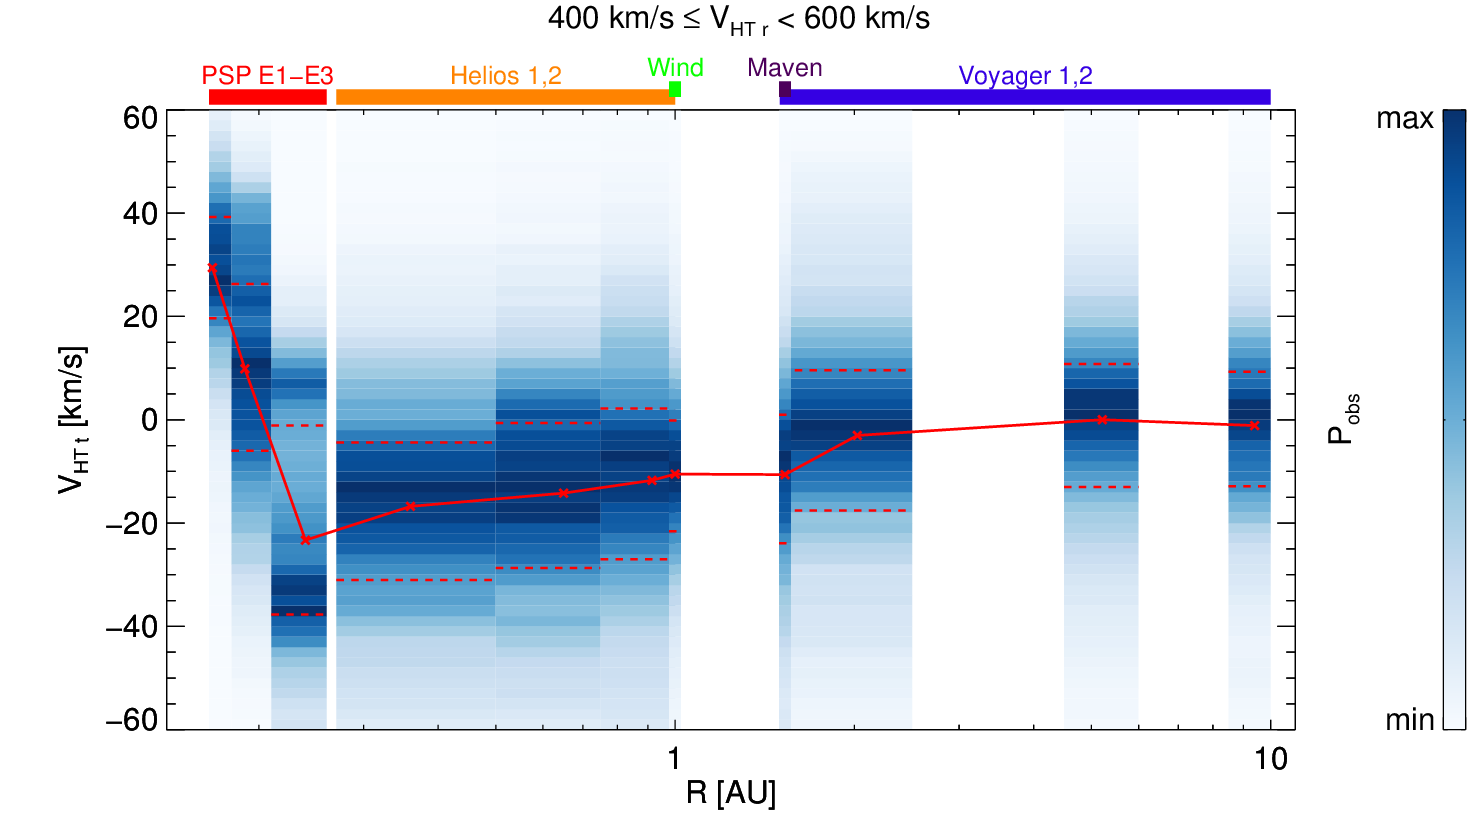 400 km/s ≤ V_HT r < 600 km/s
PSP E1−E3
Helios 1,2
Wind
Maven
Voyager 1,2
60
40
20
0
−20
−40
−60
V_HT t [km/s]
1
10
R [AU]
max
min
P_obs